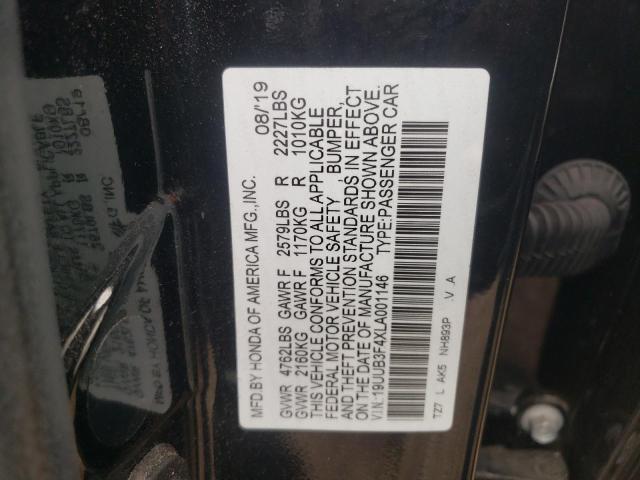 MFD.BY HONDA OF AMERICA MFG.,INC. 08/'19
GVWR 4762LBS GAWR F 2579LBS R 2227LBS
GVWR 2160KG GAWR F 1170KG R 1010KG
THIS VEHICLE CONFORMS TO ALL APPLICABLE
FEDERAL MOTOR VEHICLE SAFETY BUMPER,
AND THEFT PREVENTION STANDARDS IN EFFECT
ON THE DATE OF MANUFACTURE SHOWN ABOVE.
V.I.N.:19UUB3F4XLA001146 TYPE:PASSENGER CAR
TZ7 L AK5 NH893P .V .A